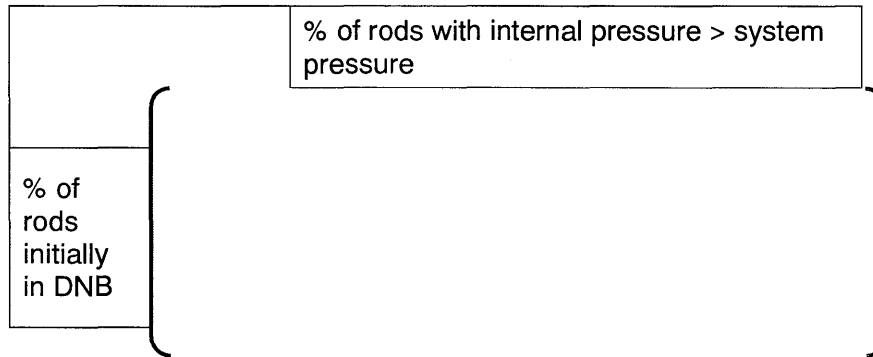 % of rods with internal pressure > system
pressure
% of
rods
initially
in DNB